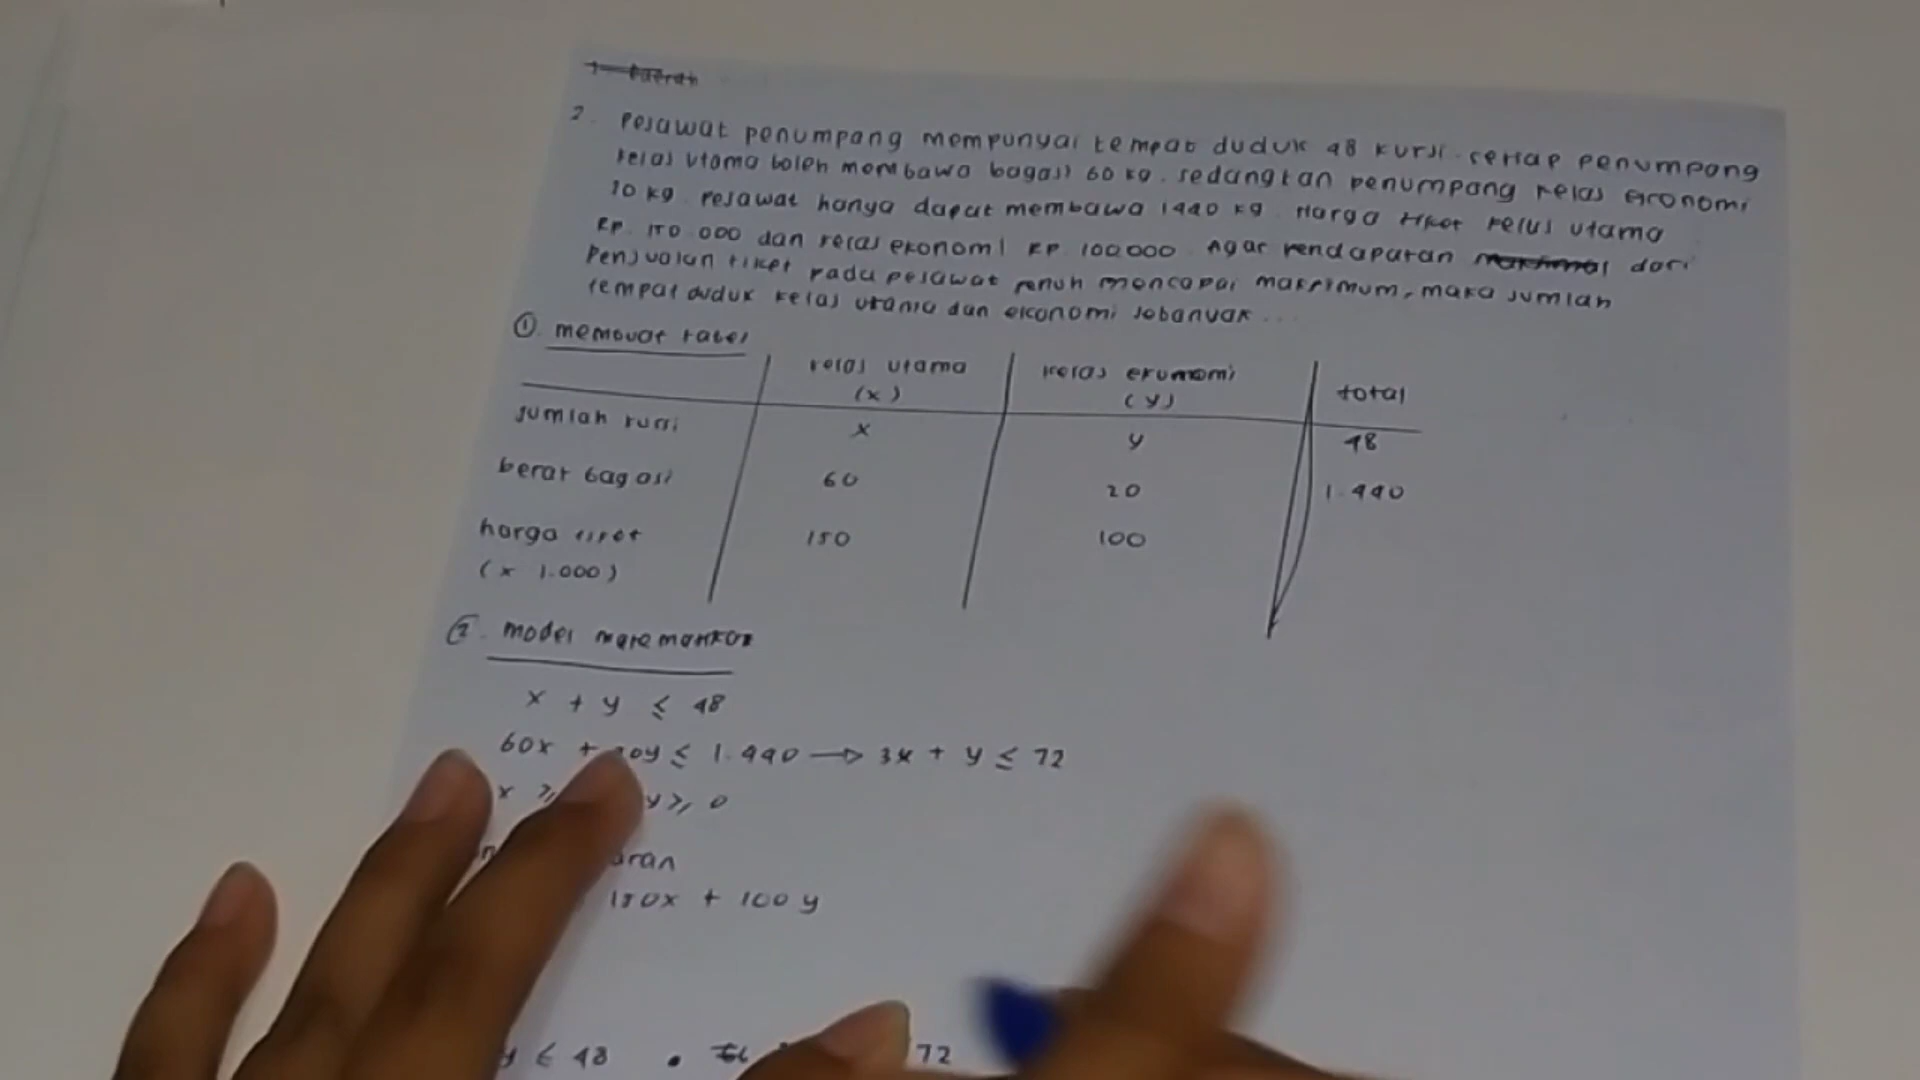 2. Pesawat penumpang mempunyai tempat duduk 48 kursi. setiap penumpang
kelas utama boleh membawa bagasi 60 kg. sedangkan penumpang kelas ekonomi
20 kg. pesawat hanya dapat membawa 1440 kg. Harga tiket kelas utama
RP. 150.000 dan kelas ekonomi RP. 100.000. Agar pendapatan dari
Penjualan tiket pada pesawat penuh mencapai maksimum, maka jumlah
tempat duduk kelas utama dan ekonomi sebanyak ...
① membuat tabel
kelas utama (x) kelas ekonomi (y) total
jumlah kursi x y 48
berat bagasi 60 20 1.440
harga tiket 150 100
(x 1.000)
②. model matematika
x + y ≤ 48
60x + 20y ≤ 1.440 → 3x + y ≤ 72
x ≥ y ≥ 0
150x + 100y
y ≤ 48 • 72